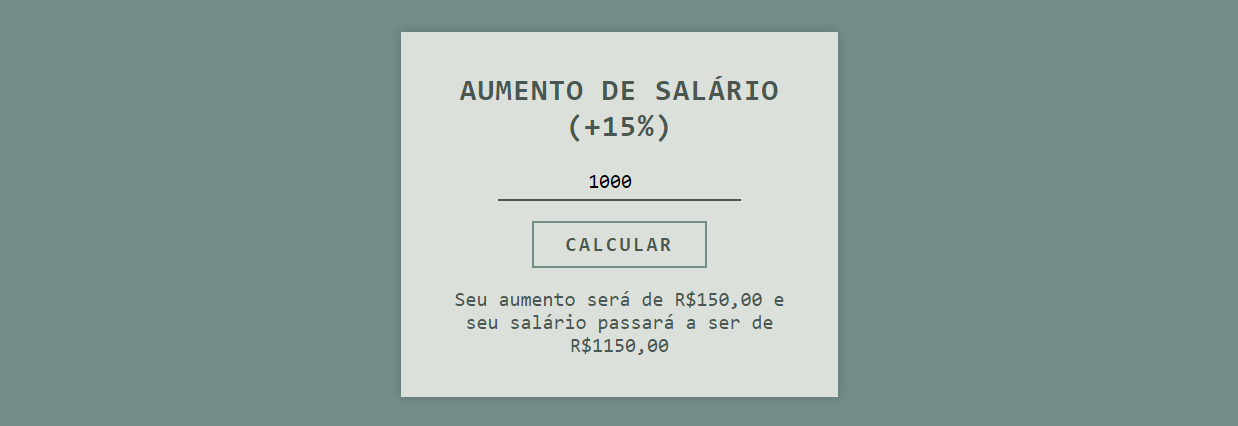 AUMENTO DE SALÁRIO
(+15%)
1000
CALCULAR
Seu aumento será de R$150,00 e
seu salário passará a ser de
R$1150,00